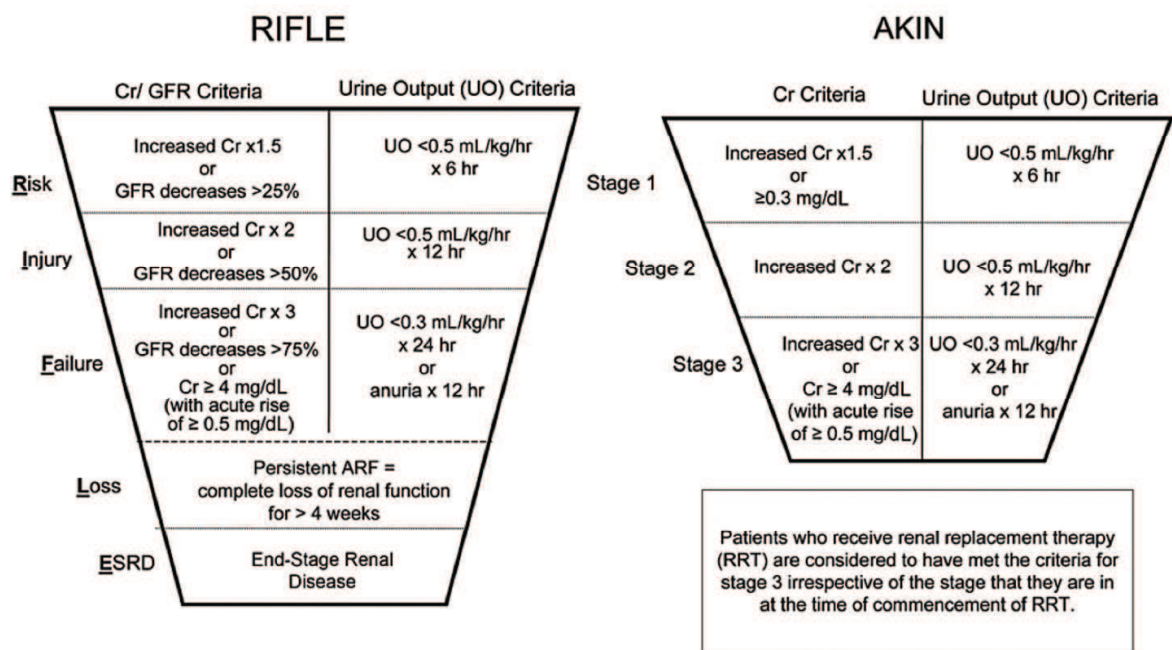 RIFLE
Cr/ GFR Criteria
Urine Output (UO) Criteria
Risk
Increased Cr x1.5
or
GFR decreases >25%
UO <0.5 mL/kg/hr
x 6 hr
Injury
Increased Cr x 2
or
GFR decreases >50%
UO <0.5 mL/kg/hr
x 12 hr
Failure
Increased Cr x 3
or
GFR decreases >75%
or
Cr ≥ 4 mg/dL
(with acute rise
of ≥ 0.5 mg/dL)
UO <0.3 mL/kg/hr
x 24 hr
or
anuria x 12 hr
Loss
Persistent ARF =
complete loss of renal function
for > 4 weeks
ESRD
End-Stage Renal
Disease
AKIN
Cr Criteria
Urine Output (UO) Criteria
Stage 1
Increased Cr x1.5
or
≥0.3 mg/dL
UO <0.5 mL/kg/hr
x 6 hr
Stage 2
Increased Cr x 2
UO <0.5 mL/kg/hr
x 12 hr
Stage 3
Increased Cr x 3
or
Cr ≥ 4 mg/dL
(with acute rise
of ≥ 0.5 mg/dL)
UO <0.3 mL/kg/hr
x 24 hr
or
anuria x 12 hr
Patients who receive renal replacement therapy
(RRT) are considered to have met the criteria for
stage 3 irrespective of the stage that they are in
at the time of commencement of RRT.